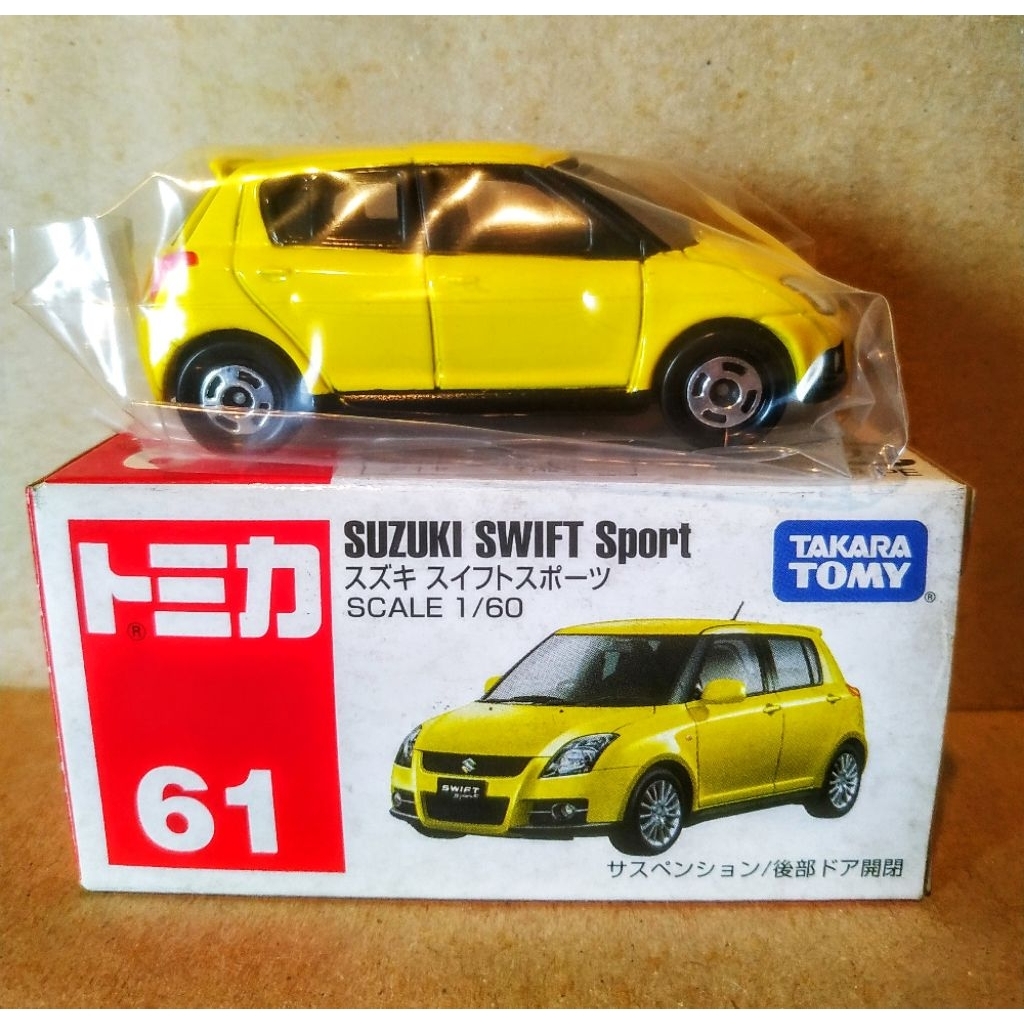 トミカ®
61
SUZUKI SWIFT Sport
スズキ スイフトスポーツ
SCALE 1/60
TAKARA
TOMY®
SWIFT
サスペンション/後部ドア開閉